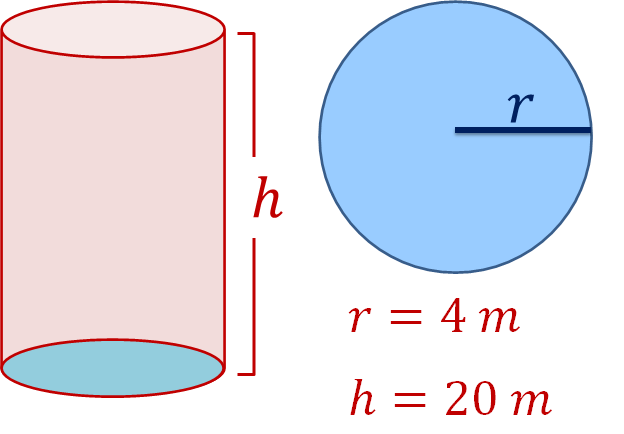 h
r
r = 4 m
h = 20 m